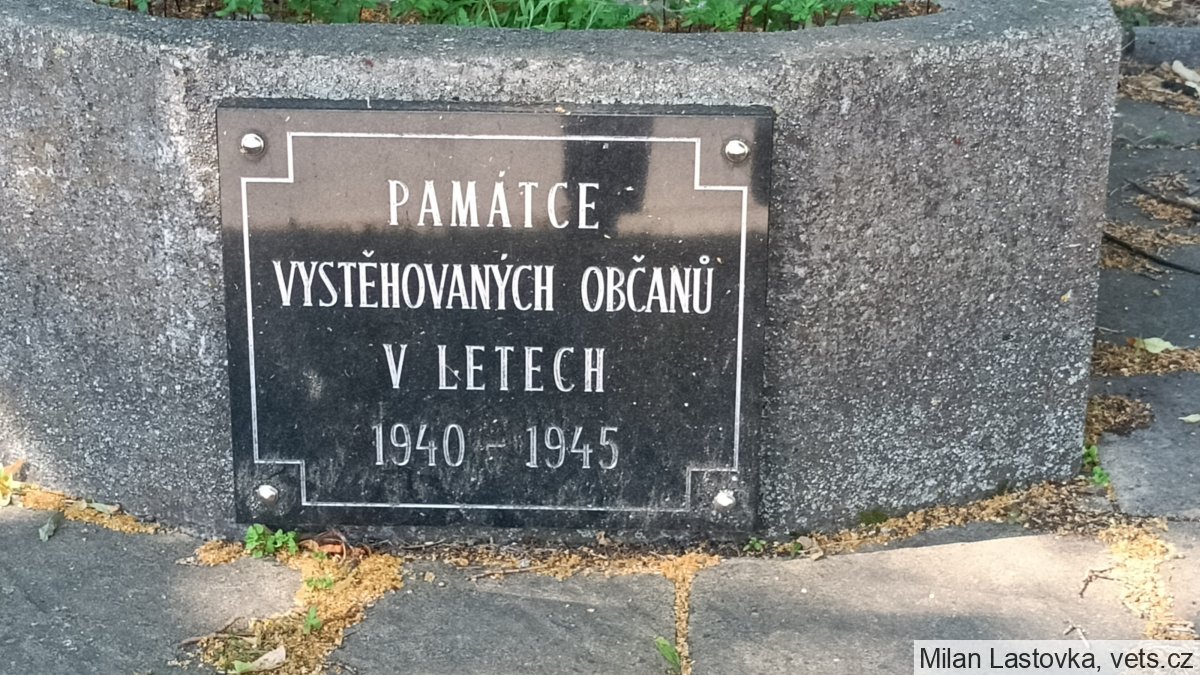 PAMÁTCE
VYSTĚHOVANÝCH OBČANŮ
V LETECH
1940 - 1945
Milan Lastovka, vets.cz